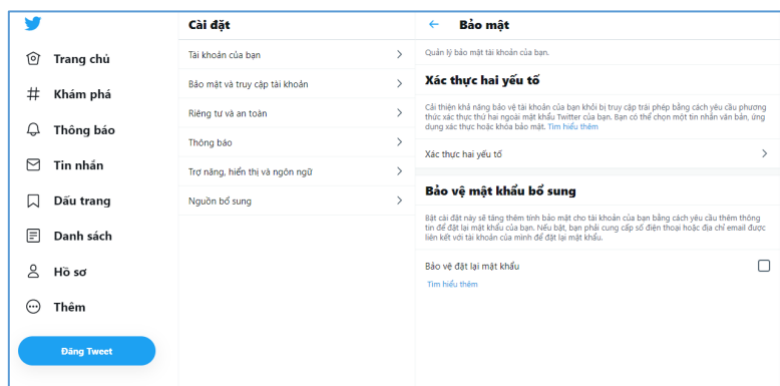 Trang chủ
Khám phá
Thông báo
Tin nhắn
Dấu trang
Danh sách
Hồ sơ
Thêm
Đăng Tweet
Cài đặt
Tài khoản của bạn
Bảo mật và truy cập tài khoản
Riêng tư và an toàn
Thông báo
Trợ năng, hiển thị và ngôn ngữ
Nguồn bổ sung
Bảo mật
Quản lý bảo mật tài khoản của bạn.
Xác thực hai yếu tố
Cải thiện khả năng bảo vệ tài khoản của bạn khỏi bị truy cập trái phép bằng cách yêu cầu phương
thức xác thực thứ hai ngoài mật khẩu Twitter của bạn. Bạn có thể chọn một tin nhắn văn bản, ứng
dụng xác thực hoặc khóa bảo mật. Tìm hiểu thêm
Xác thực hai yếu tố
Bảo vệ mật khẩu bổ sung
Bật cài đặt này sẽ tăng thêm tính bảo mật cho tài khoản của bạn bằng cách yêu cầu thêm thông
tin để đặt lại mật khẩu của bạn. Nếu bật, bạn phải cung cấp số điện thoại hoặc địa chỉ email được
liên kết với tài khoản của mình để đặt lại mật khẩu.
Bảo vệ đặt lại mật khẩu
Tìm hiểu thêm